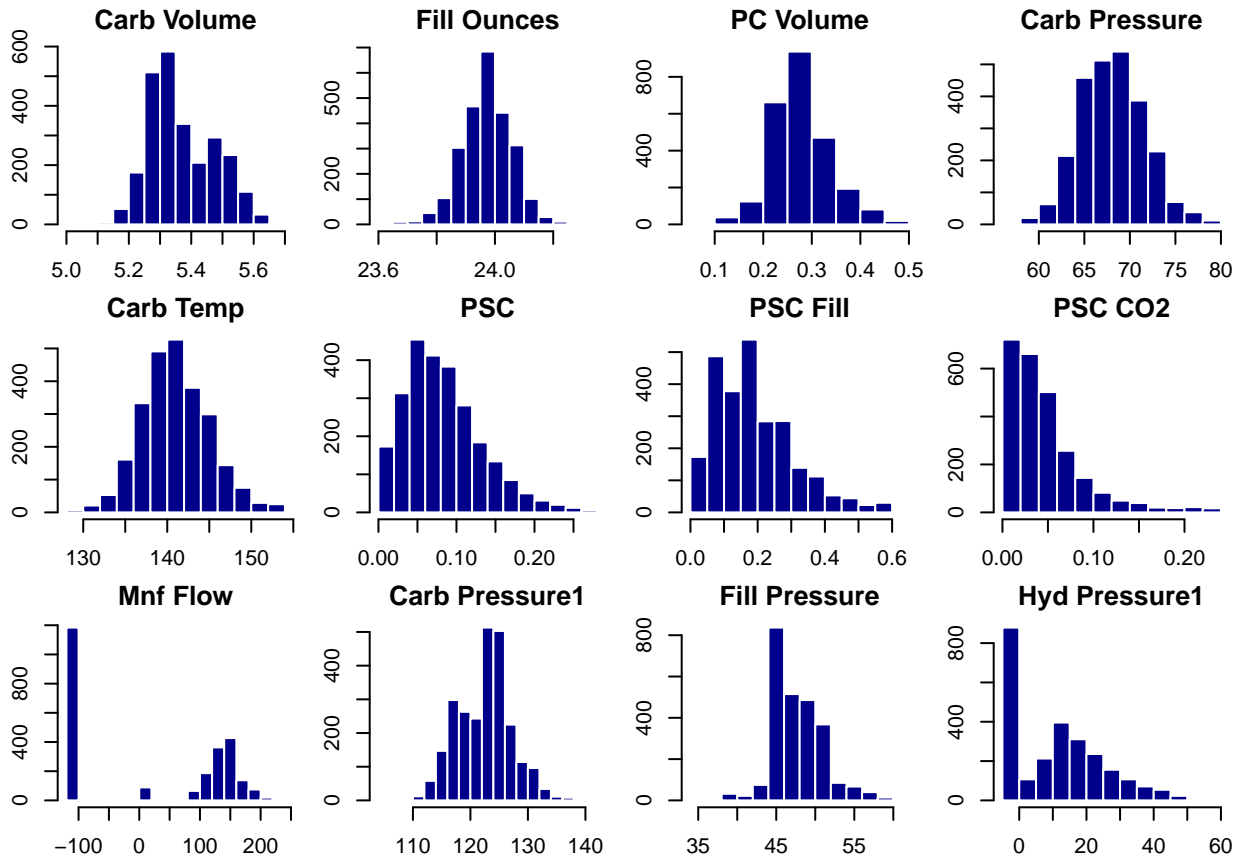 Carb Volume
0 200 400 600
5.0 5.2 5.4 5.6
Fill Ounces
0 200 500
23.6 24.0
PC Volume
0 400 800
0.1 0.2 0.3 0.4 0.5
Carb Pressure
0 200 400
60 65 70 75 80
Carb Temp
0 200 400
130 140 150
PSC
0 200 400
0.00 0.10 0.20
PSC Fill
0 200 400
0.0 0.2 0.4 0.6
PSC CO2
0 200 600
0.00 0.10 0.20
Mnf Flow
0 400 800
−100 0 100 200
Carb Pressure1
0 200 400
110 120 130 140
Fill Pressure
0 200 400 600 800
35 45 55
Hyd Pressure1
0 400 800
0 20 40 60